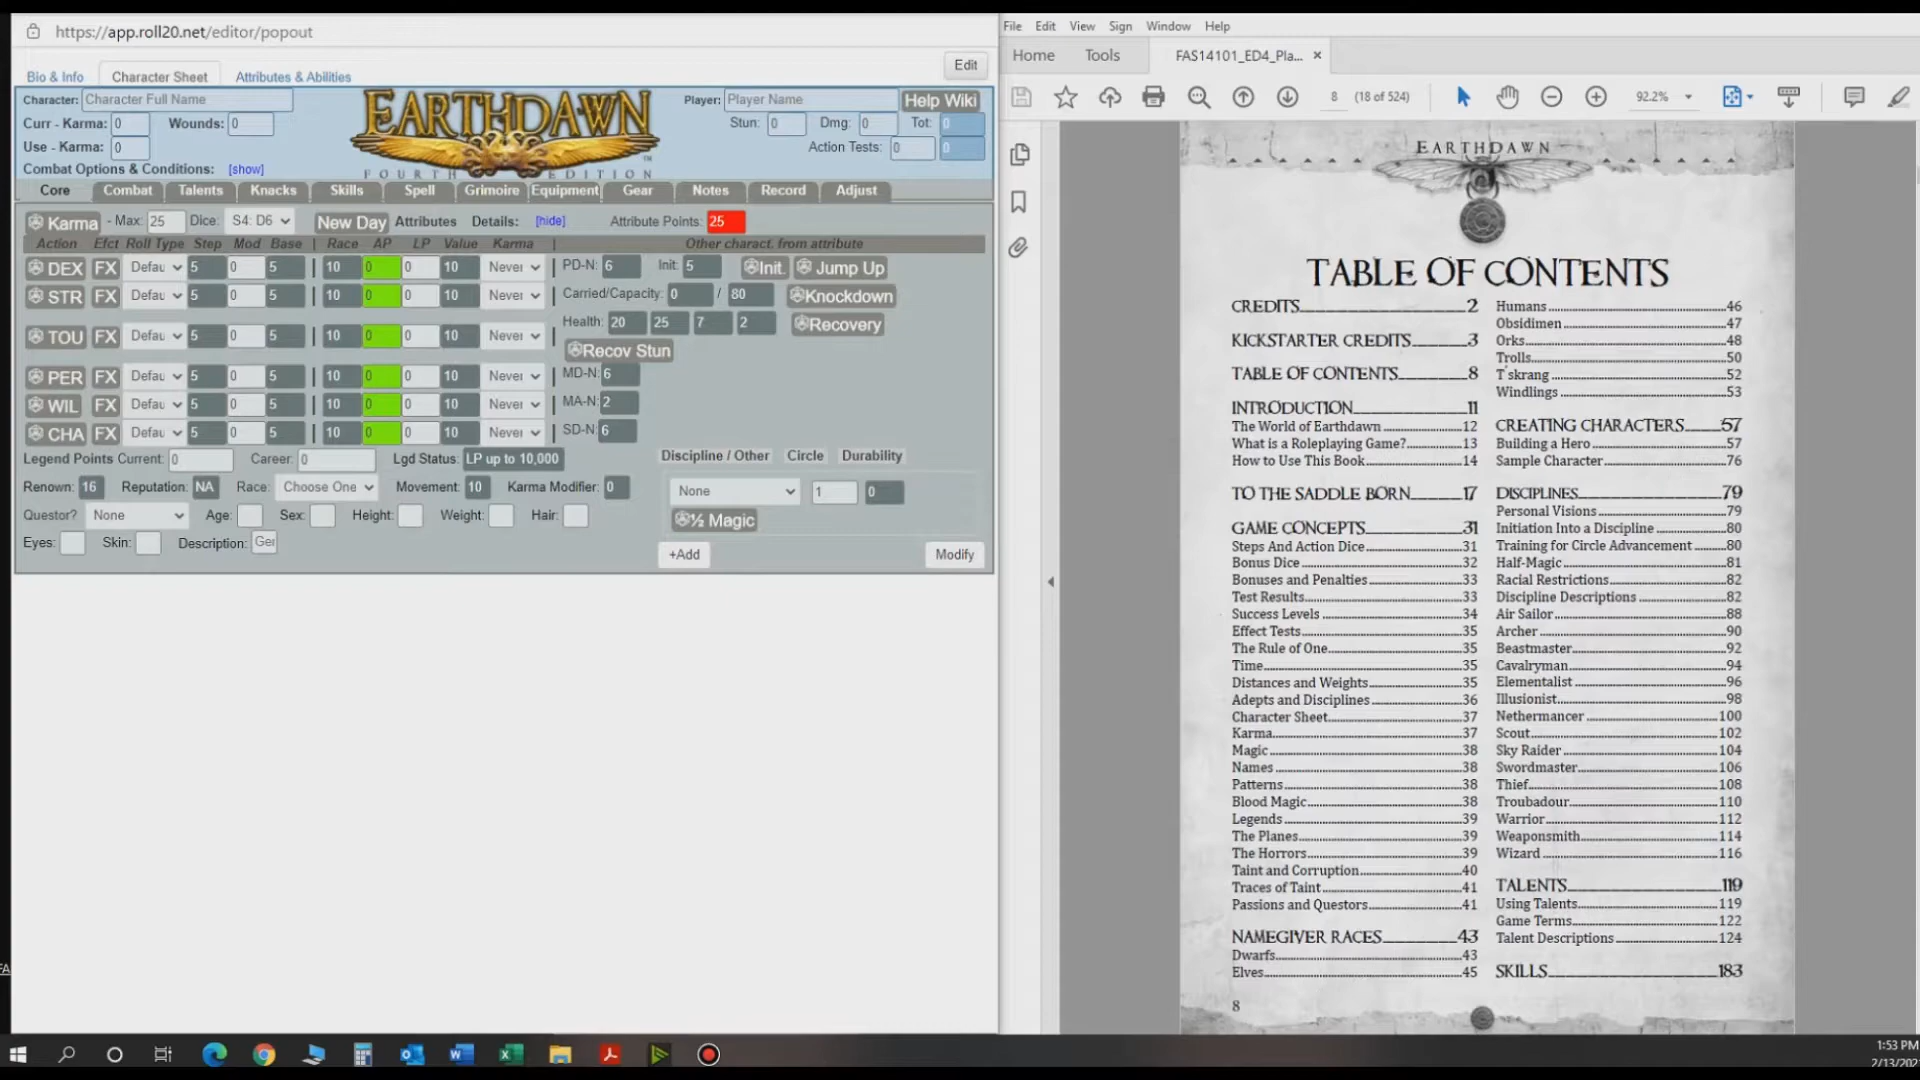 https://app.roll20.net/editor/popout
Bio & Info Character Sheet Attributes & Abilities Edit
Character: Character Full Name Player: Player Name Help Wiki
Curr - Karma: 0 Wounds: 0 Stun: 0 Dmg: 0 Tot: 0
Use - Karma: 0 Action Tests: 0 0
EARTHDAWN
FOURTH EDITION
Combat Options & Conditions: [show]
Core Combat Talents Knacks Skills Spell Grimoire Equipment Gear Notes Record Adjust
Karma - Max: 25 Dice: S4: D6 New Day Attributes Details: [hide] Attribute Points: 25
Action Efct Roll Type Step Mod Base | Race AP LP Value Karma | Other charact. from attribute
DEX FX Defau 5 0 5 | 10 0 0 10 Never | PD-N: 6 Init: 5 Init. Jump Up
STR FX Defau 5 0 5 | 10 0 0 10 Never | Carried/Capacity: 0 / 80 Knockdown
TOU FX Defau 5 0 5 | 10 0 0 10 Never | Health: 20 25 7 2 Recovery
Recov Stun
PER FX Defau 5 0 5 | 10 0 0 10 Never | MD-N: 6
WIL FX Defau 5 0 5 | 10 0 0 10 Never | MA-N: 2
CHA FX Defau 5 0 5 | 10 0 0 10 Never | SD-N: 6
Legend Points Current: 0 Career: 0 Lgd Status: LP up to 10,000 Discipline / Other Circle Durability
Renown: 16 Reputation: NA Race: Choose One Movement: 10 Karma Modifier: 0 None 1 0
Questor? None Age: Sex: Height: Weight: Hair: ½ Magic
Eyes: Skin: Description: Ger
+Add Modify
File Edit View Sign Window Help
Home Tools FAS14101_ED4_Pla... ×
8 (18 of 524) 92.2%
EARTHDAWN
TABLE OF CONTENTS
CREDITS 2
KICKSTARTER CREDITS 3
TABLE OF CONTENTS 8
INTRODUCTION 11
The World of Earthdawn 12
What is a Roleplaying Game? 13
How to Use This Book 14
TO THE SADDLE BORN 17
GAME CONCEPTS 31
Steps And Action Dice 31
Bonus Dice 32
Bonuses and Penalties 33
Test Results 33
Success Levels 34
Effect Tests 35
The Rule of One 35
Time 35
Distances and Weights 35
Adepts and Disciplines 36
Character Sheet 37
Karma 37
Magic 38
Names 38
Patterns 38
Blood Magic 38
Legends 39
The Planes 39
The Horrors 39
Taint and Corruption 40
Traces of Taint 41
Passions and Questors 41
NAMEGIVER RACES 43
Dwarfs 43
Elves 45
Humans 46
Obsidimen 47
Orks 48
Trolls 50
T'skrang 52
Windlings 53
CREATING CHARACTERS 57
Building a Hero 57
Sample Character 76
DISCIPLINES 79
Personal Visions 79
Initiation Into a Discipline 80
Training for Circle Advancement 80
Half-Magic 81
Racial Restrictions 82
Discipline Descriptions 82
Air Sailor 88
Archer 90
Beastmaster 92
Cavalryman 94
Elementalist 96
Illusionist 98
Nethermancer 100
Scout 102
Sky Raider 104
Swordmaster 106
Thief 108
Troubadour 110
Warrior 112
Weaponsmith 114
Wizard 116
TALENTS 119
Using Talents 119
Game Terms 122
Talent Descriptions 124
SKILLS 183
8
FA
1:53 PM